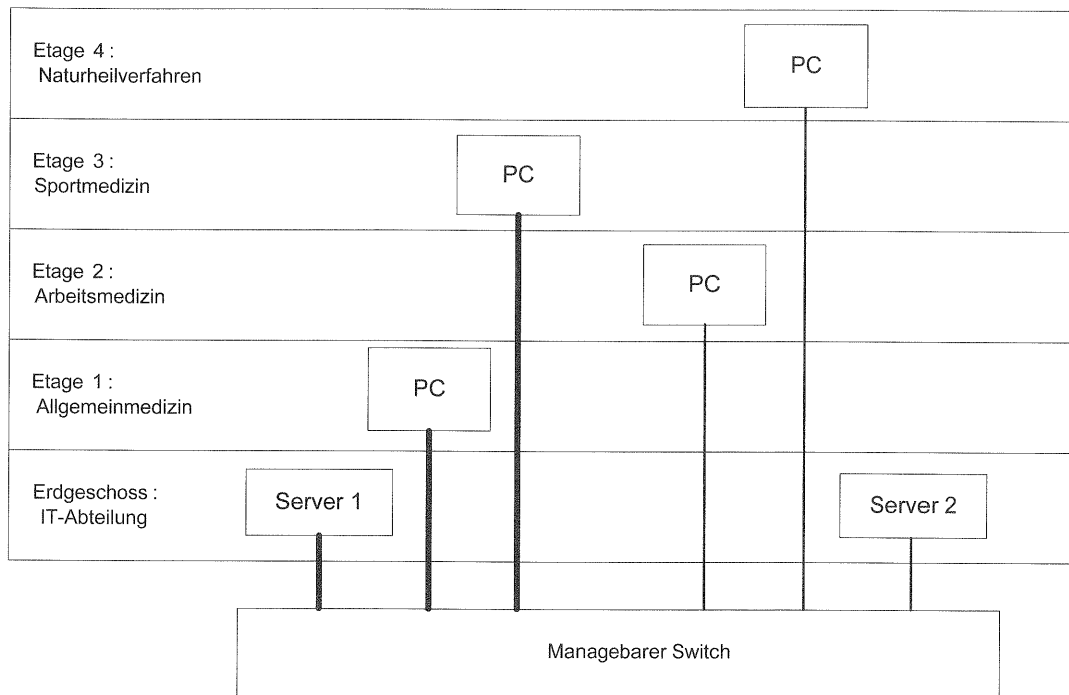 Etage 4 :
Naturheilverfahren
PC
Etage 3 :
Sportmedizin
PC
Etage 2 :
Arbeitsmedizin
PC
Etage 1 :
Allgemeinmedizin
PC
Erdgeschoss :
IT-Abteilung
Server 1
Server 2
Managebarer Switch